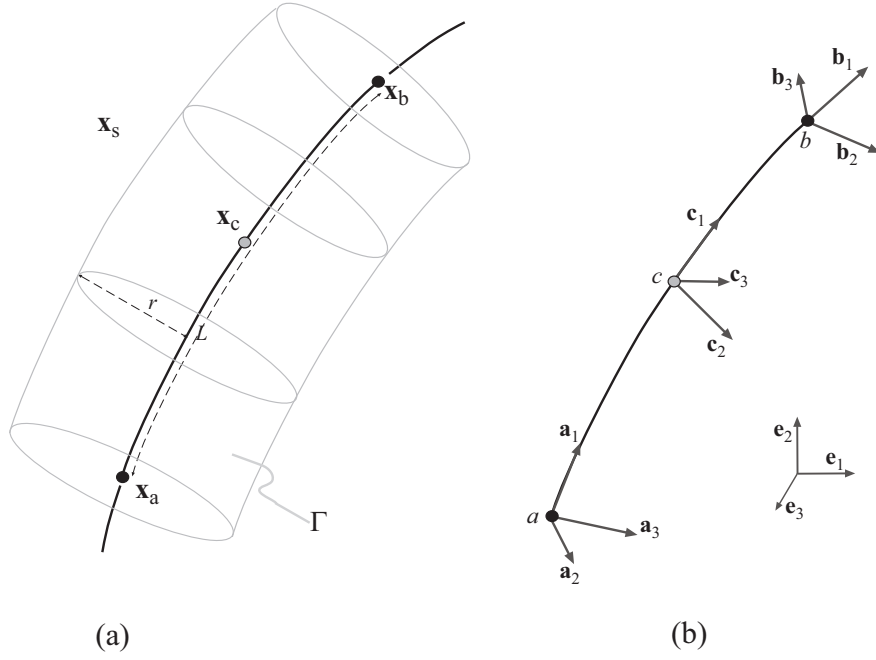 x_s
x_b
x_c
r
L
x_a
Γ
(a)
b_1
b_3
b
b_2
c_1
c
c_3
c_2
a_1
e_2
e_1
e_3
a
a_3
a_2
(b)